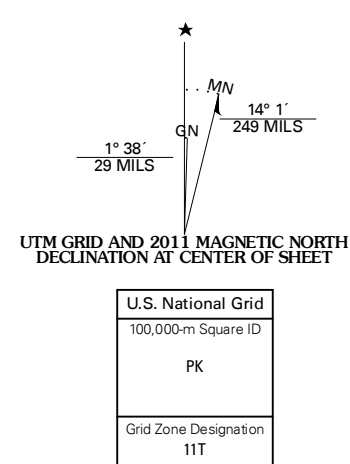 ★
MN
GN
14° 1´
249 MILS
1° 38´
29 MILS
UTM GRID AND 2011 MAGNETIC NORTH
DECLINATION AT CENTER OF SHEET
U.S. National Grid
100,000-m Square ID
PK
Grid Zone Designation
11T